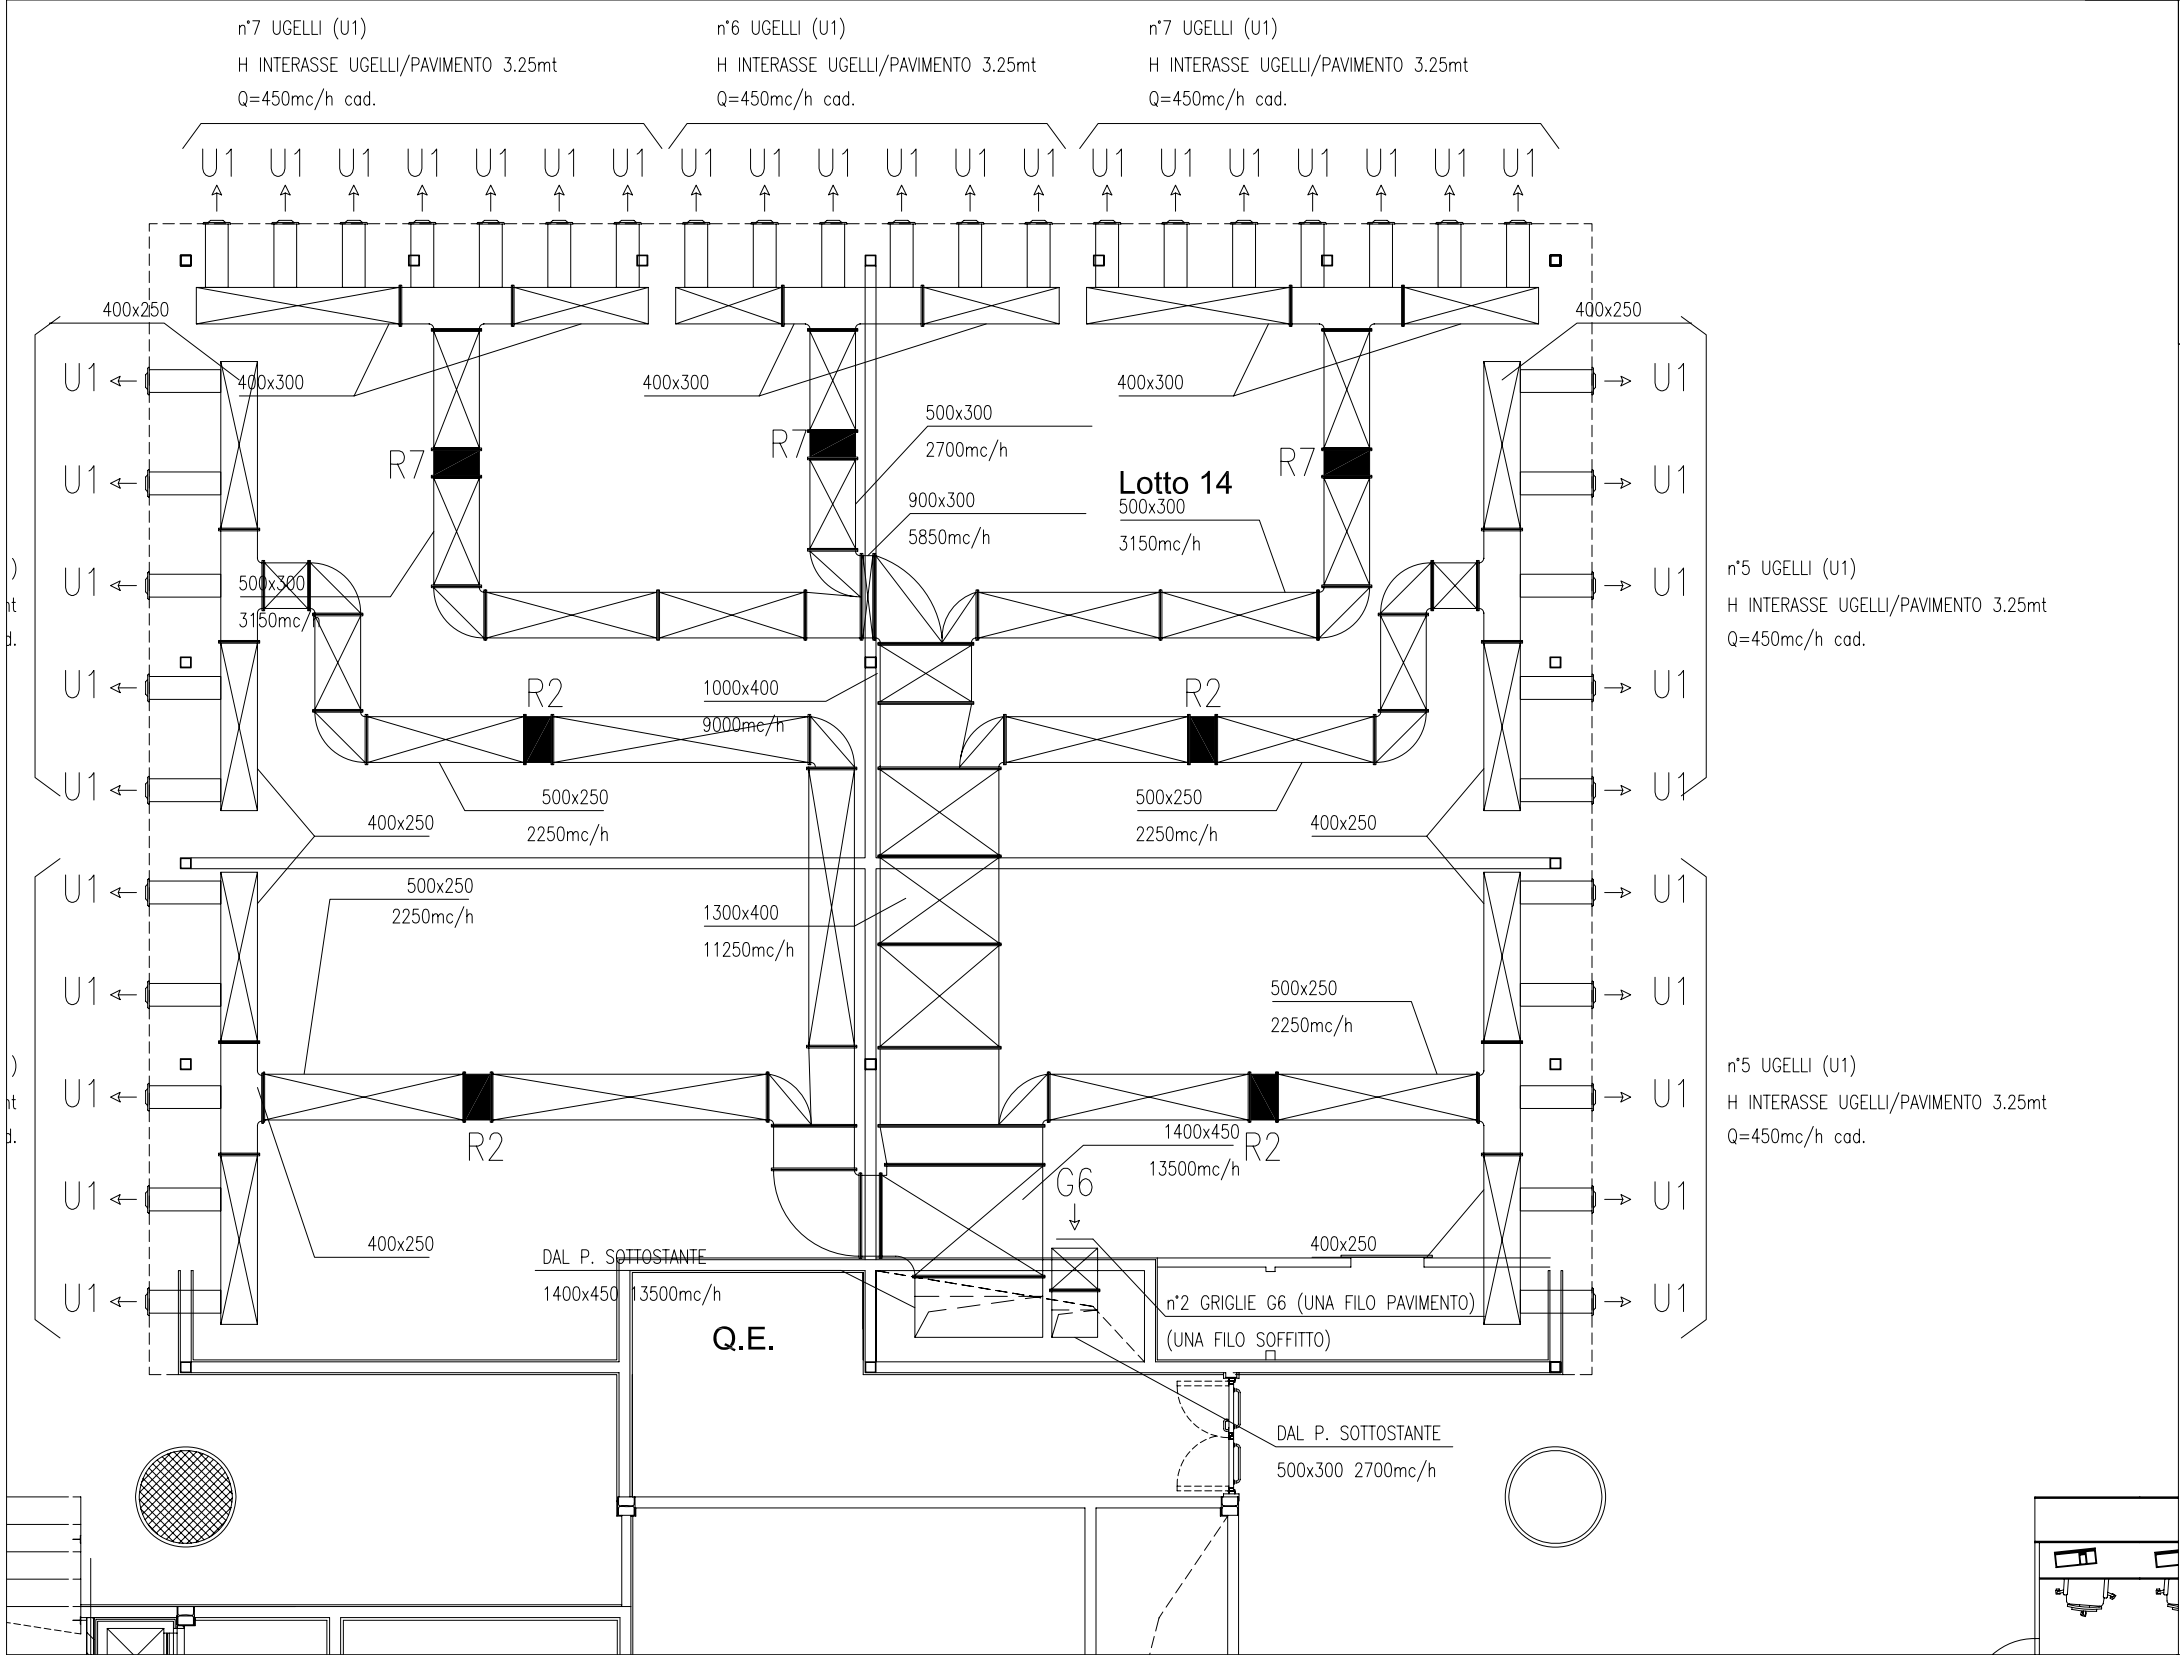 n°7 UGELLI (U1)
H INTERASSE UGELLI/PAVIMENTO 3.25mt
Q=450mc/h cad.
n°6 UGELLI (U1)
H INTERASSE UGELLI/PAVIMENTO 3.25mt
Q=450mc/h cad.
n°7 UGELLI (U1)
H INTERASSE UGELLI/PAVIMENTO 3.25mt
Q=450mc/h cad.
U1 U1 U1 U1 U1 U1 U1 U1 U1 U1 U1 U1 U1 U1 U1 U1 U1 U1 U1 U1
400x250
400x250
U1
U1
400x300
400x300
400x300
500x300
2700mc/h
R7
R7
R7
U1
U1
Lotto 14
900x300
5850mc/h
500x300
3150mc/h
)
nt
d.
U1
500x300
3150mc/h
U1
n°5 UGELLI (U1)
H INTERASSE UGELLI/PAVIMENTO 3.25mt
Q=450mc/h cad.
U1
R2
1000x400
9000mc/h
R2
U1
U1
500x250
2250mc/h
500x250
2250mc/h
U1
400x250
400x250
U1
500x250
2250mc/h
1300x400
11250mc/h
U1
U1
500x250
2250mc/h
U1
)
nt
d.
U1
U1
n°5 UGELLI (U1)
H INTERASSE UGELLI/PAVIMENTO 3.25mt
Q=450mc/h cad.
R2
1400x450
13500mc/h
R2
G6
U1
U1
400x250
400x250
DAL P. SOTTOSTANTE
1400x450 13500mc/h
U1
n°2 GRIGLIE G6 (UNA FILO PAVIMENTO)
(UNA FILO SOFFITTO)
U1
Q.E.
DAL P. SOTTOSTANTE
500x300 2700mc/h